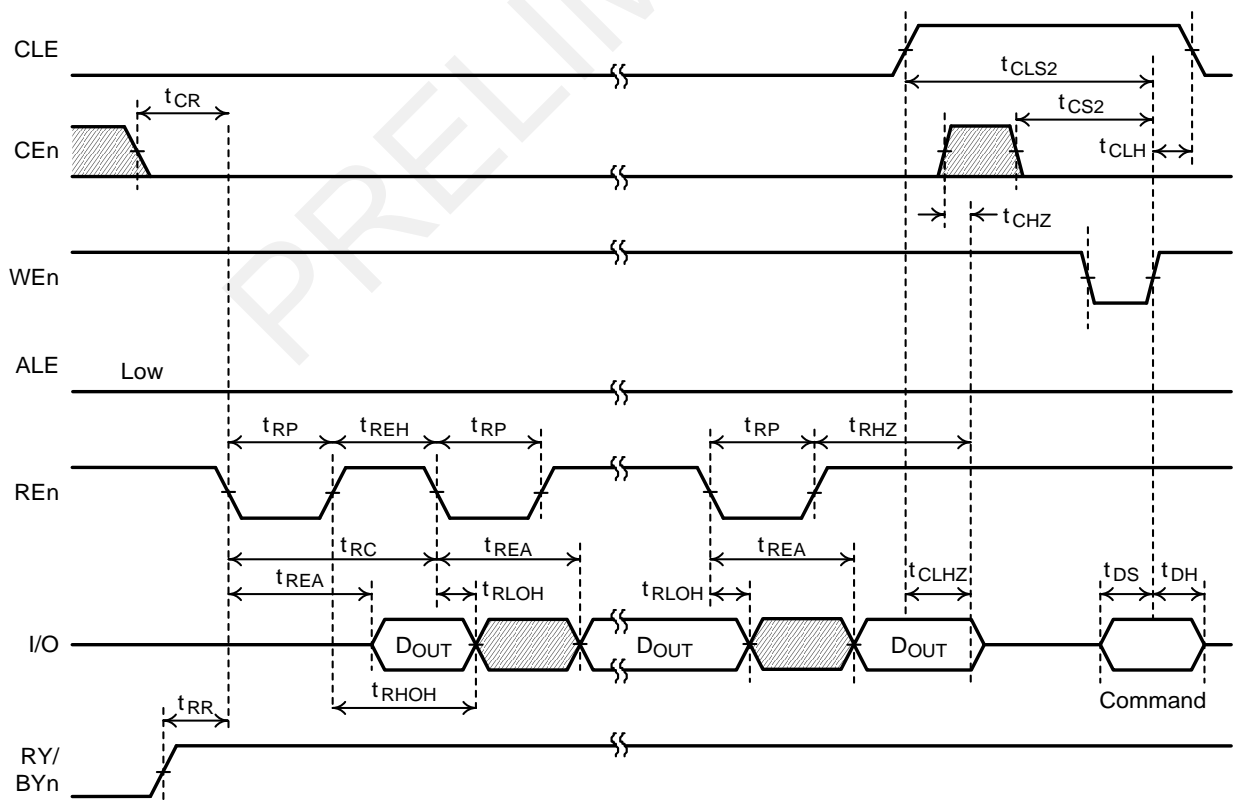 PRELIM
CLE
tCLS2
tCR
tCS2
CEn
tCLH
tCHZ
WEn
ALE
Low
tRP
tREH
tRP
tRP
tRHZ
REn
tRC
tREA
tREA
tREA
tRLOH
tRLOH
tCLHZ
tDS
tDH
I/O
DOUT
DOUT
DOUT
tRHOH
Command
tRR
RY/
BYn